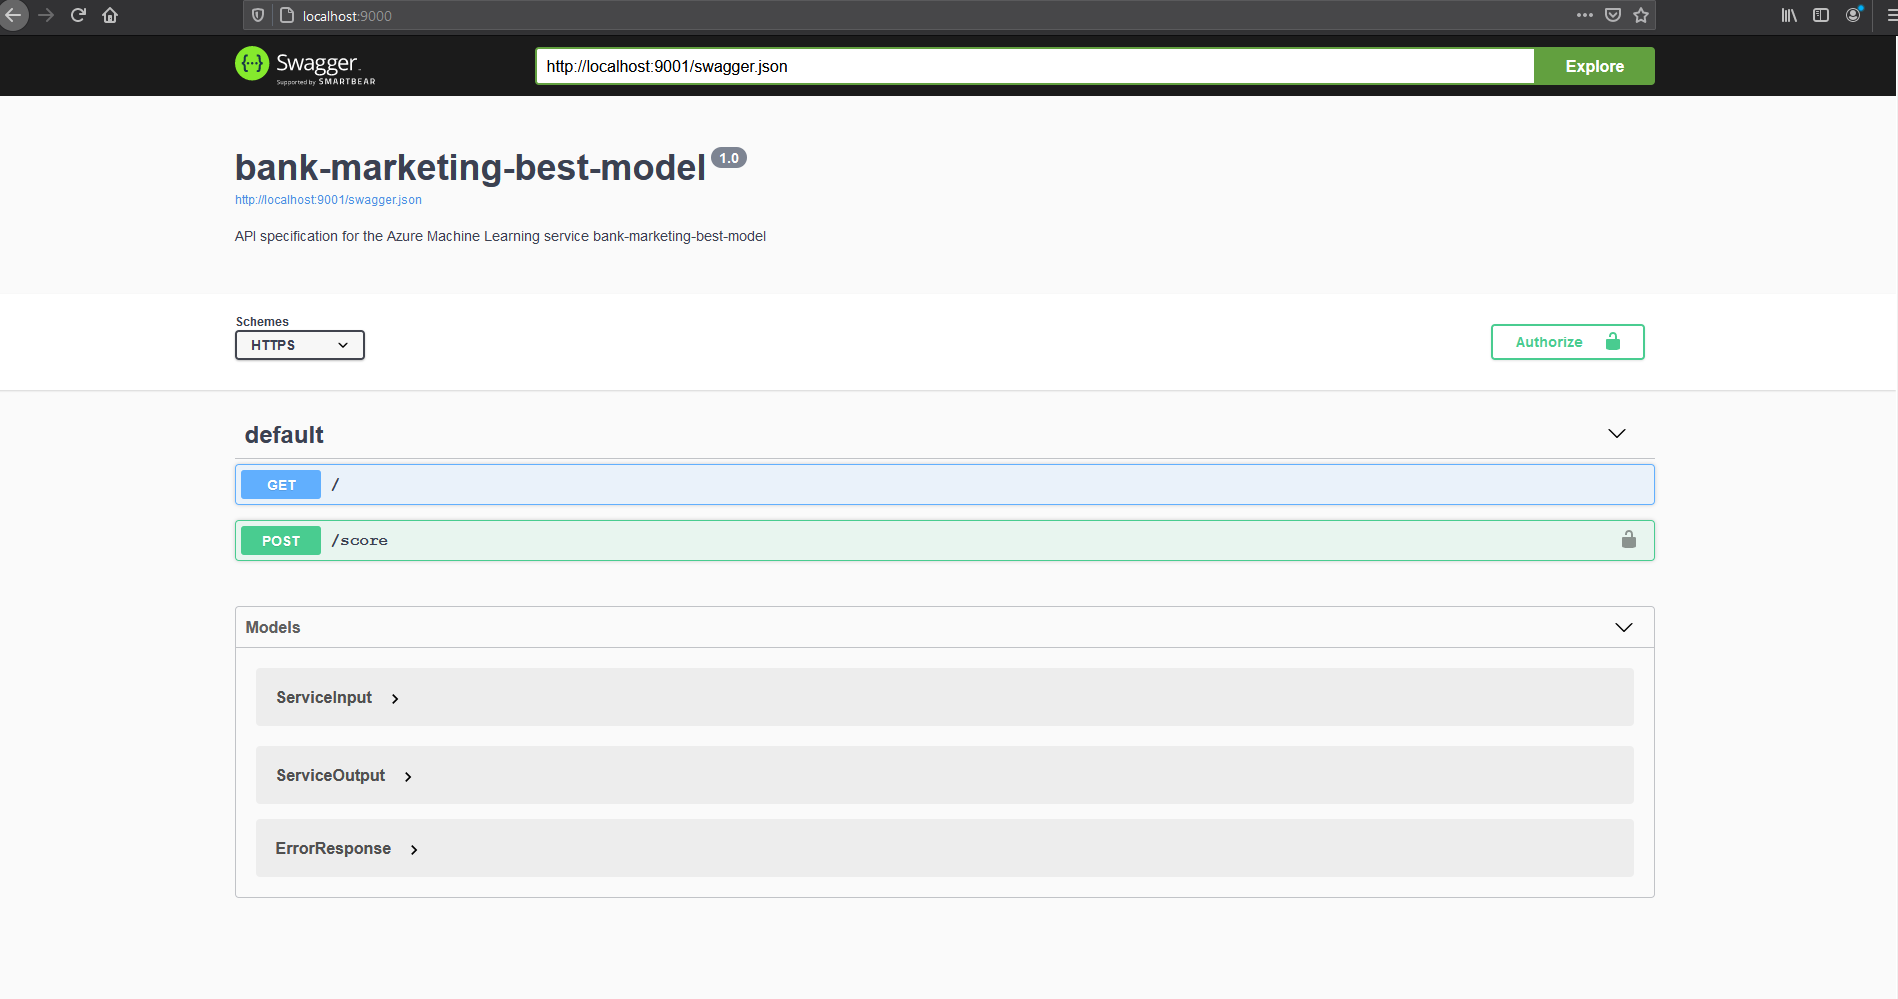 localhost:9000
Swagger
Supported by SMARTBEAR
http://localhost:9001/swagger.json
Explore
bank-marketing-best-model 1.0
http://localhost:9001/swagger.json
API specification for the Azure Machine Learning service bank-marketing-best-model
Schemes
HTTPS
Authorize
default
GET /
POST /score
Models
ServiceInput
ServiceOutput
ErrorResponse